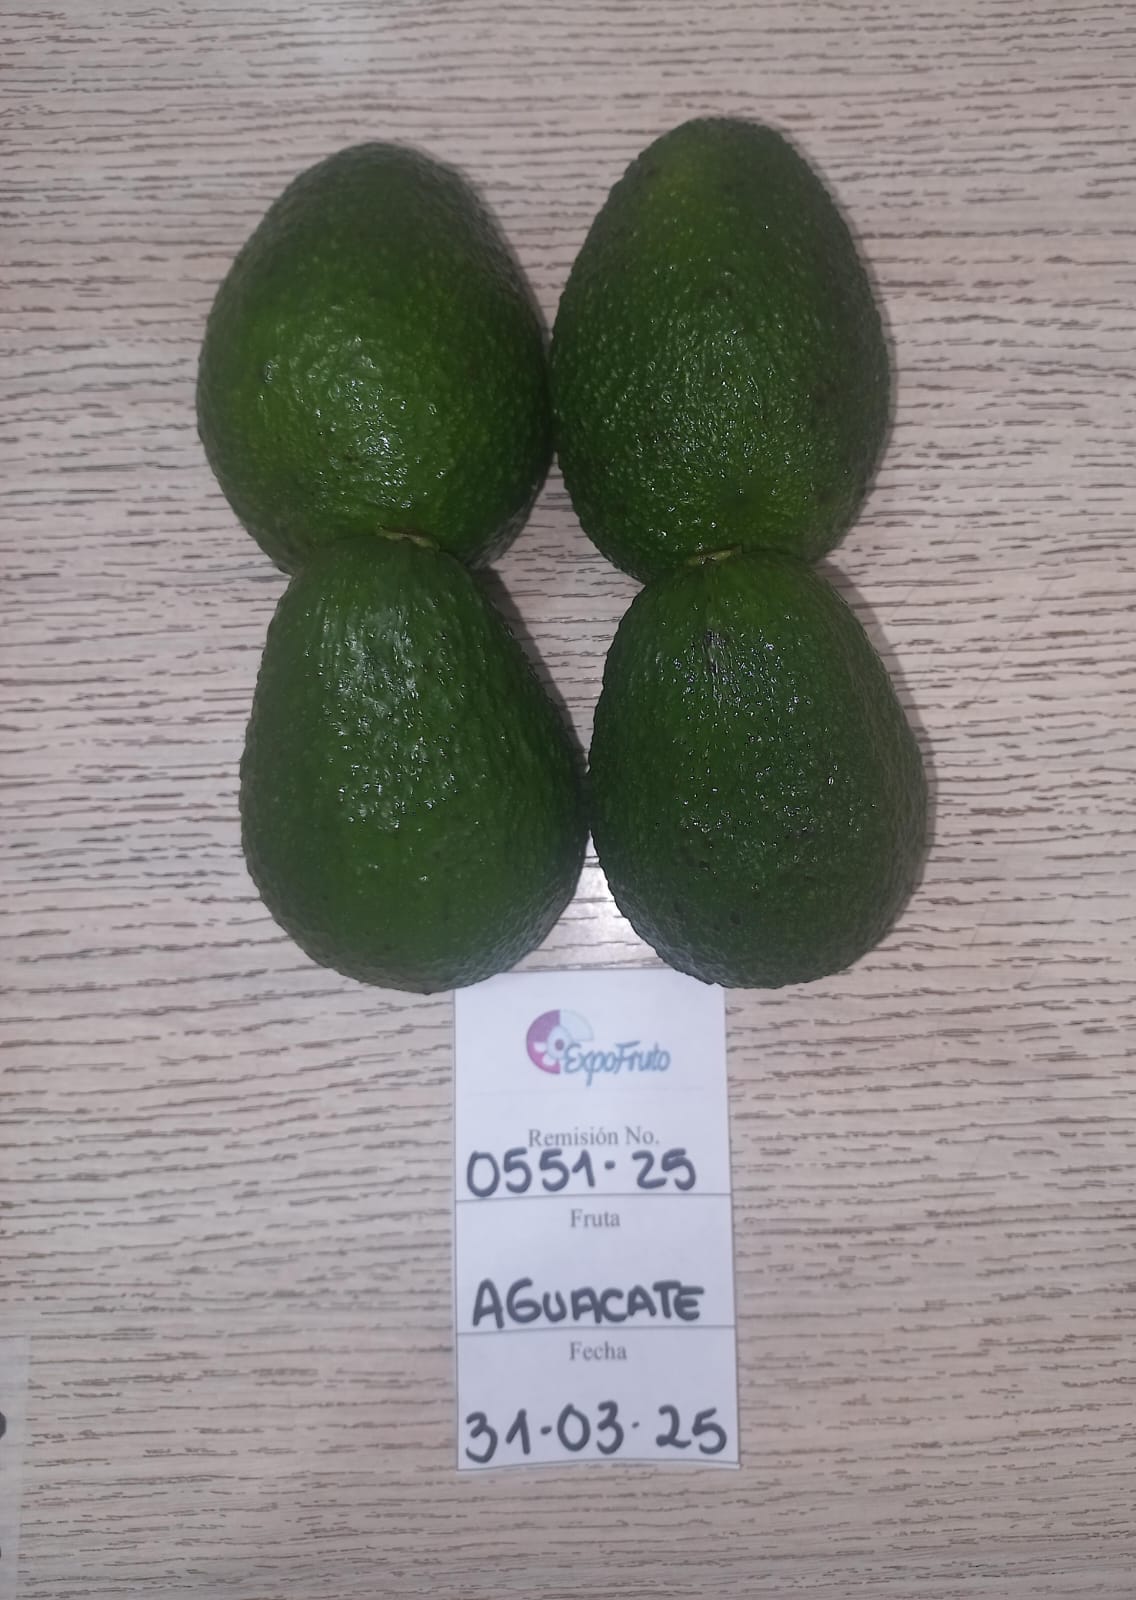 ExpoFruto
Remisión No.
0551-25
Fruta
AGUACATE
Fecha
31-03-25